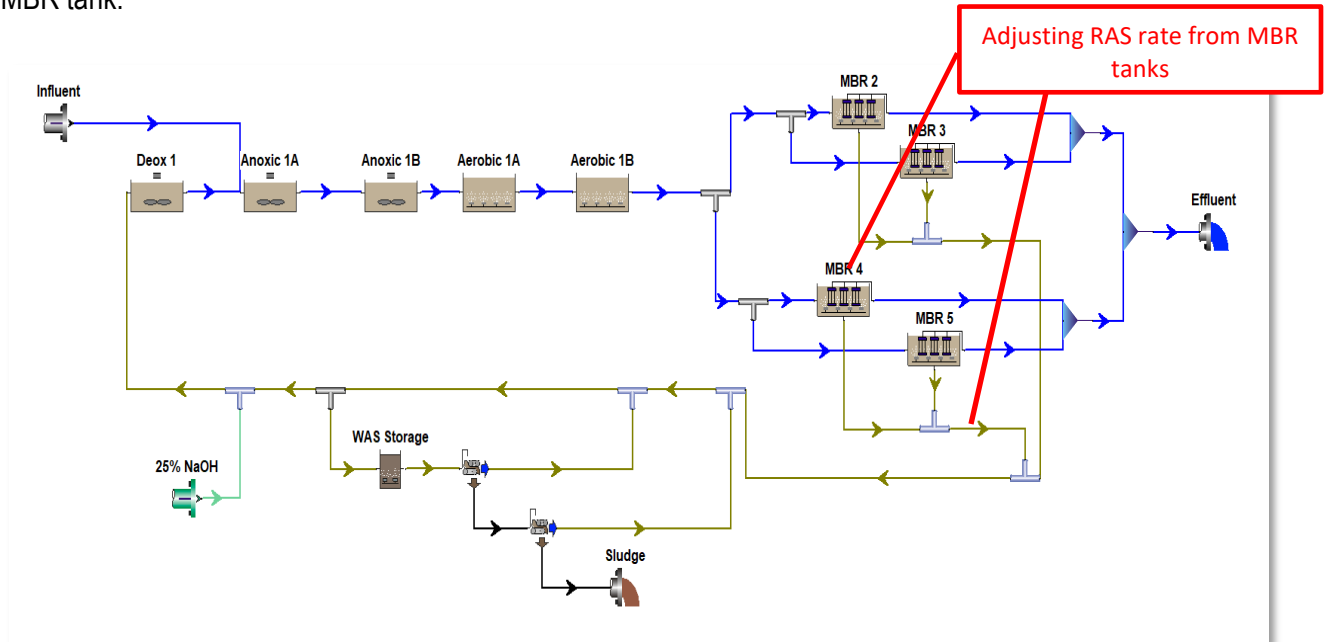 MBR tank.
Adjusting RAS rate from MBR
tanks
Influent
MBR 2
MBR 3
Deox 1
Anoxic 1A
Anoxic 1B
Aerobic 1A
Aerobic 1B
Effluent
MBR 4
MBR 5
WAS Storage
25% NaOH
Sludge